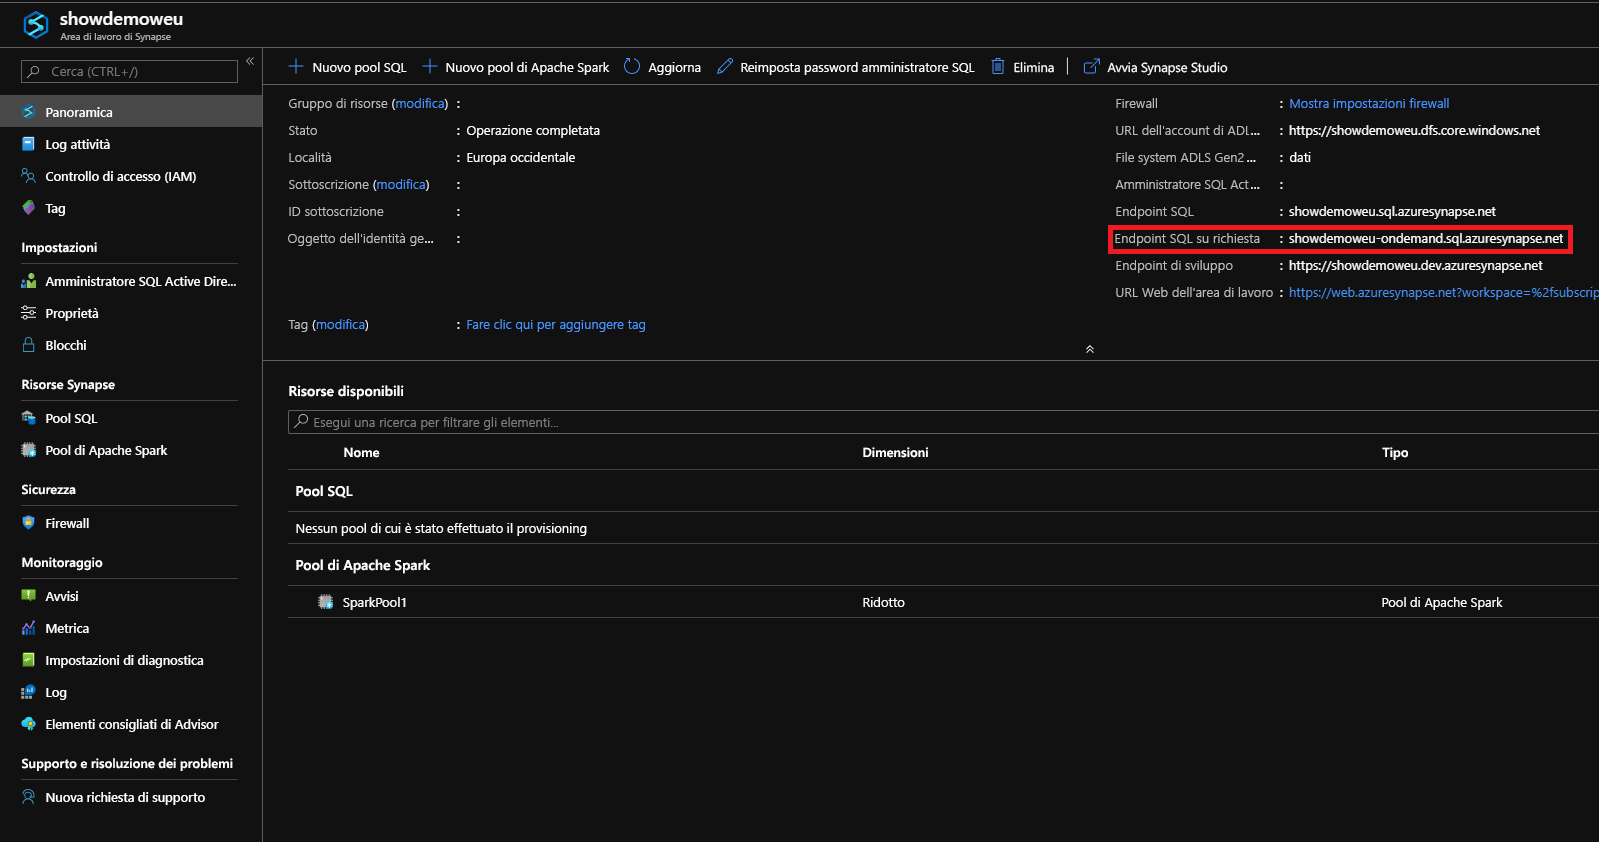 showdemoweu
Area di lavoro di Synapse
Cerca (CTRL+/)
«
Panoramica
Log attività
Controllo di accesso (IAM)
Tag
Impostazioni
Amministratore SQL Active Dire...
Proprietà
Blocchi
Risorse Synapse
Pool SQL
Pool di Apache Spark
Sicurezza
Firewall
Monitoraggio
Avvisi
Metrica
Impostazioni di diagnostica
Log
Elementi consigliati di Advisor
Supporto e risoluzione dei problemi
Nuova richiesta di supporto
Nuovo pool SQL Nuovo pool di Apache Spark Aggiorna Reimposta password amministratore SQL Elimina Avvia Synapse Studio
Gruppo di risorse (modifica) :
Stato : Operazione completata
Località : Europa occidentale
Sottoscrizione (modifica) :
ID sottoscrizione :
Oggetto dell'identità ge... :
Tag (modifica) : Fare clic qui per aggiungere tag
Firewall : Mostra impostazioni firewall
URL dell'account di ADL... : https://showdemoweu.dfs.core.windows.net
File system ADLS Gen2 ... : dati
Amministratore SQL Act... :
Endpoint SQL : showdemoweu.sql.azuresynapse.net
Endpoint SQL su richiesta : showdemoweu-ondemand.sql.azuresynapse.net
Endpoint di sviluppo : https://showdemoweu.dev.azuresynapse.net
URL Web dell'area di lavoro : https://web.azuresynapse.net?workspace=%2fsubscrip
Risorse disponibili
Esegui una ricerca per filtrare gli elementi...
Nome Dimensioni Tipo
Pool SQL
Nessun pool di cui è stato effettuato il provisioning
Pool di Apache Spark
SparkPool1 Ridotto Pool di Apache Spark